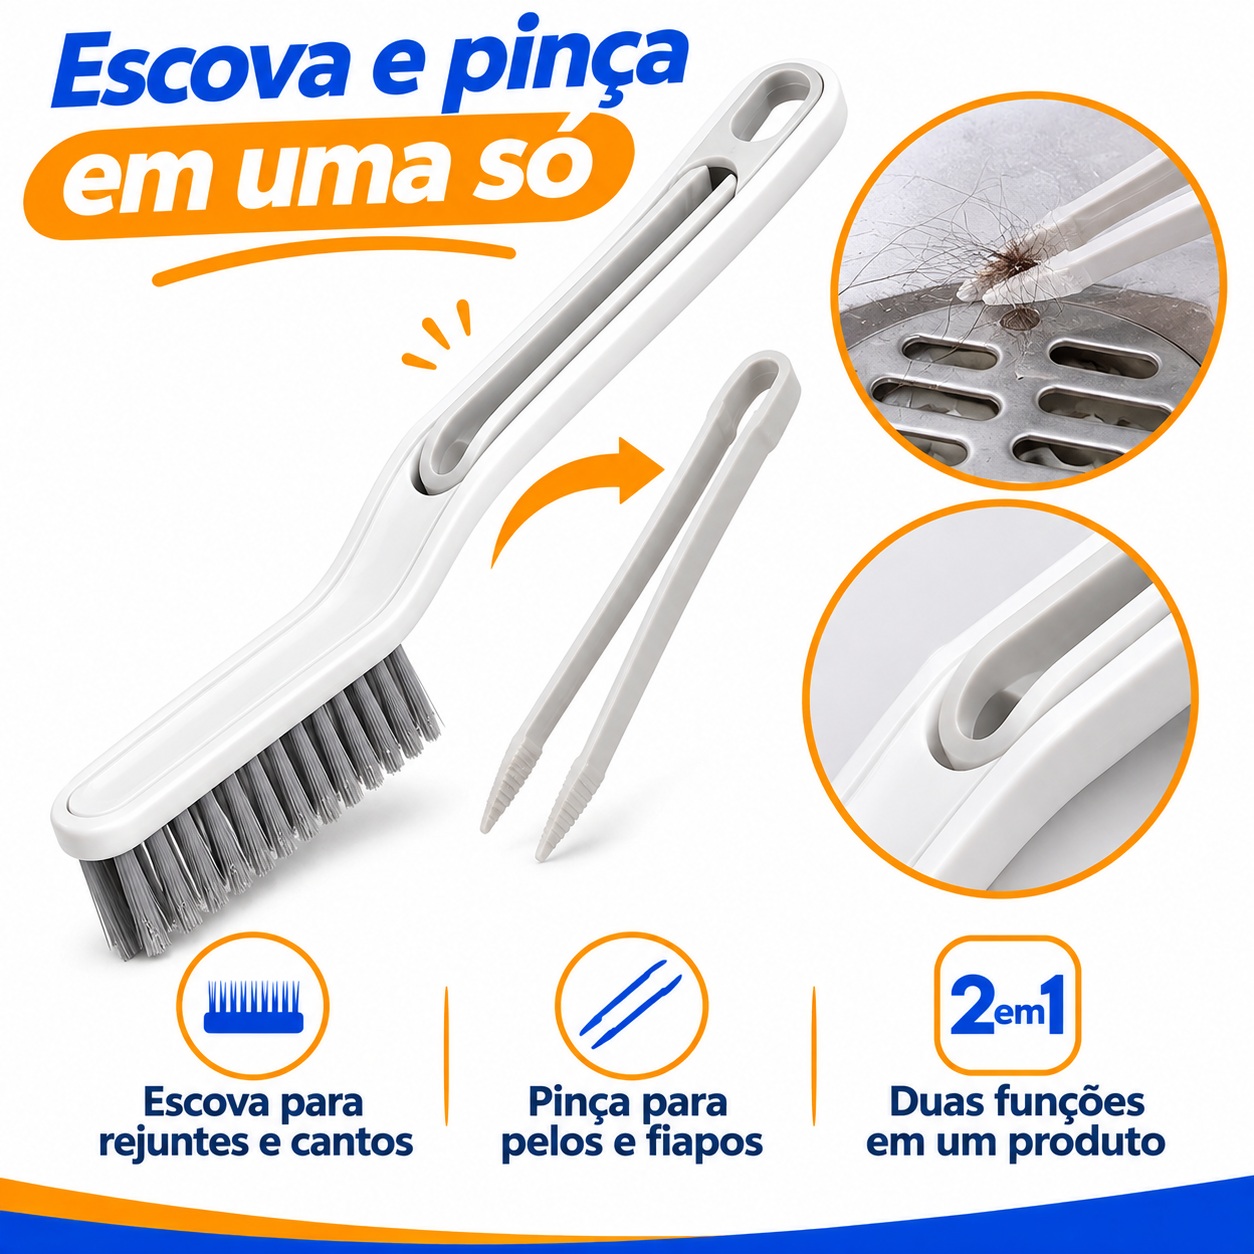 Escova e pinça
em uma só
2em1
Escova para
rejuntes e cantos
Pinça para
pelos e fiapos
Duas funções
em um produto